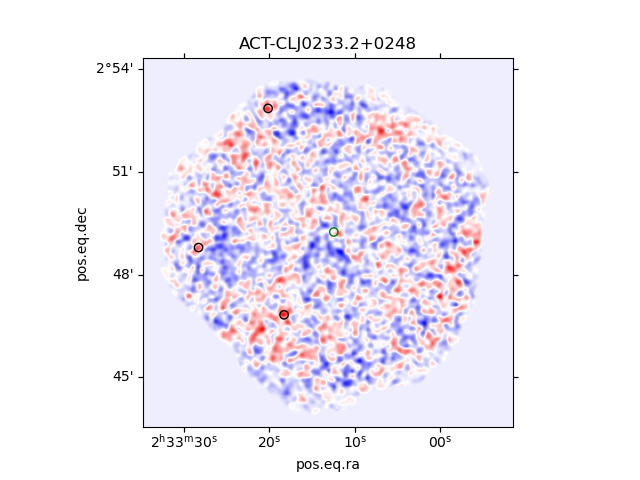 ACT-CLJ0233.2+0248
2°54'
51'
48'
45'
pos.eq.dec
2ʰ33ᵐ30ˢ 20ˢ 10ˢ 00ˢ
pos.eq.ra